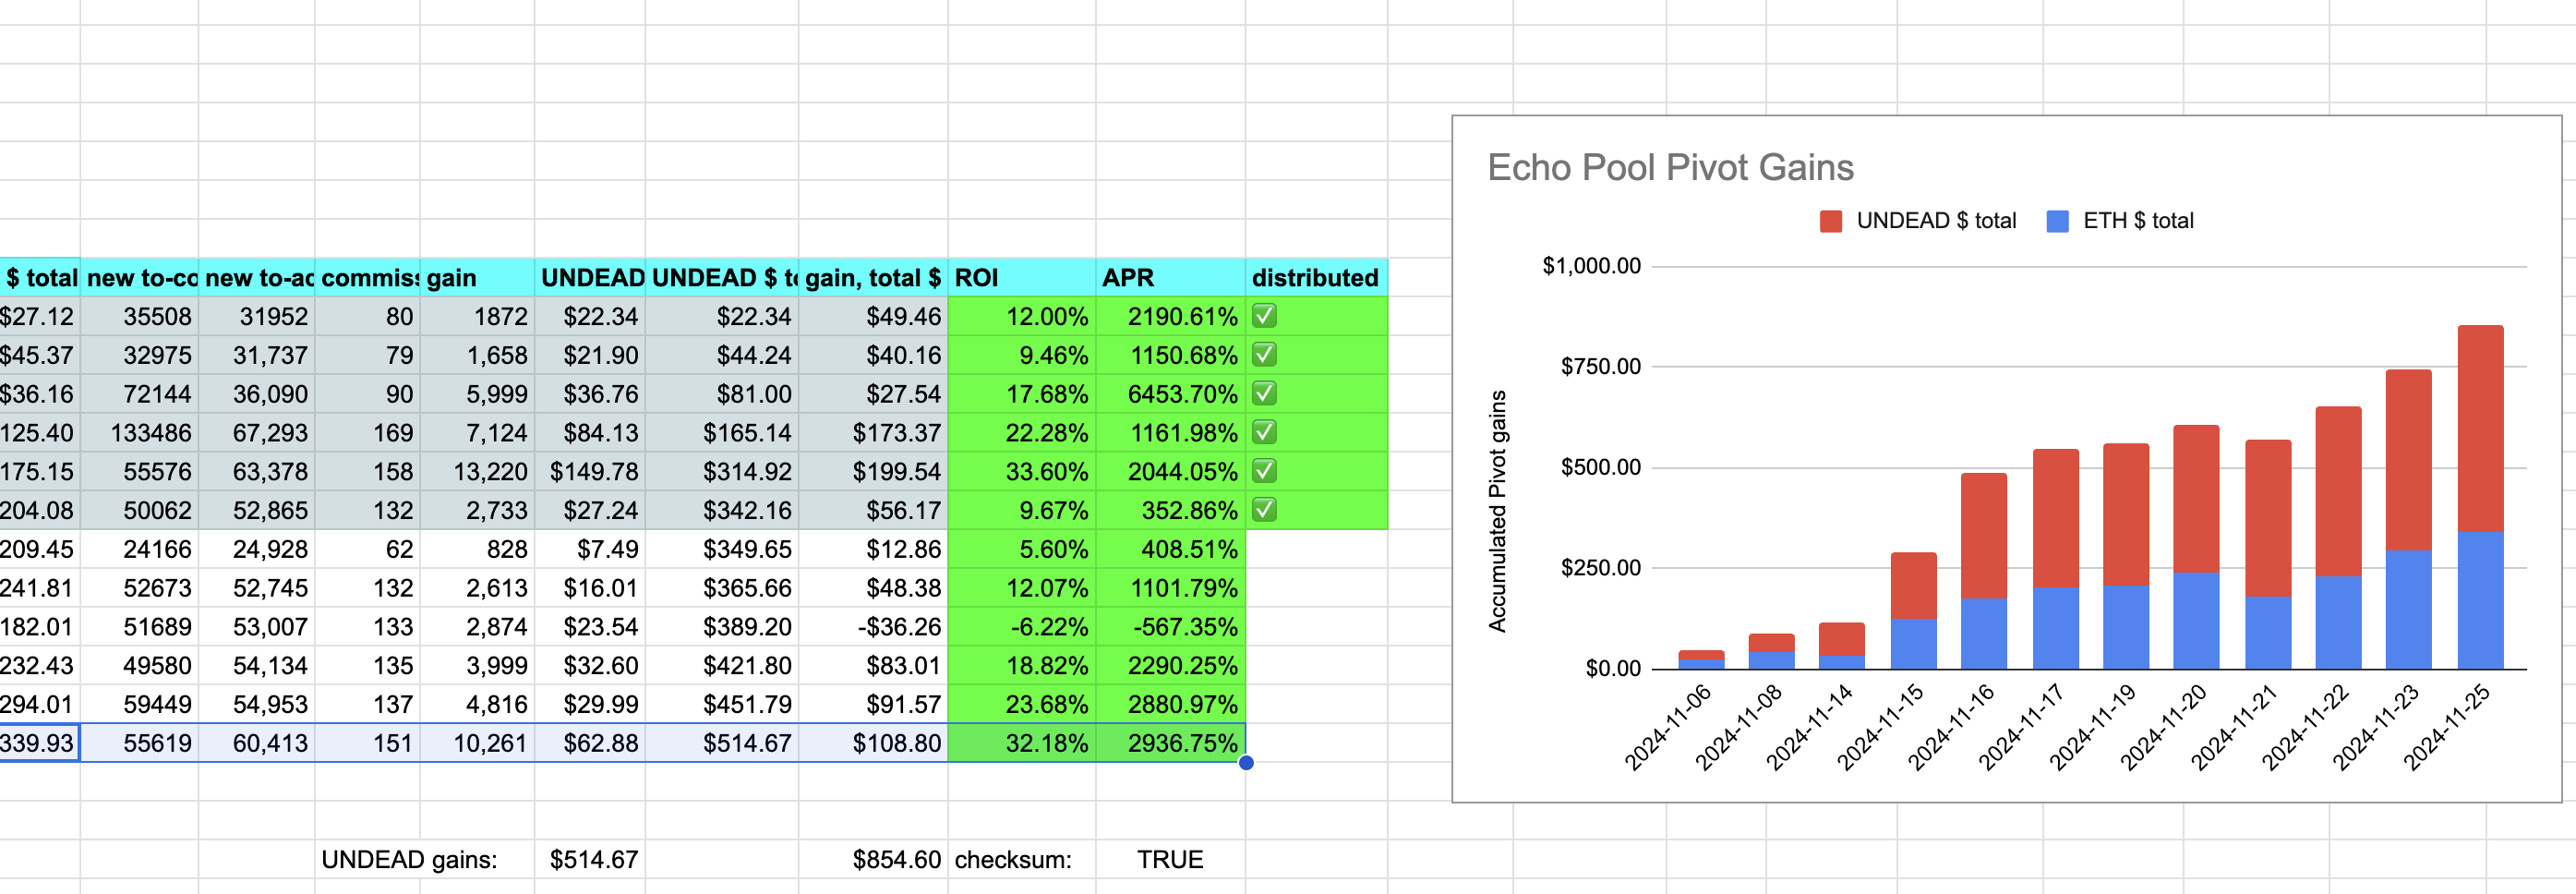 $ total new to-co new to-ac commiss gain UNDEAD UNDEAD $ to gain, total $ ROI APR distributed
$27.12 35508 31952 80 1872 $22.34 $22.34 $49.46 12.00% 2190.61% ✅
$45.37 32975 31,737 79 1,658 $21.90 $44.24 $40.16 9.46% 1150.68% ✅
$36.16 72144 36,090 90 5,999 $36.76 $81.00 $27.54 17.68% 6453.70% ✅
125.40 133486 67,293 169 7,124 $84.13 $165.14 $173.37 22.28% 1161.98% ✅
175.15 55576 63,378 158 13,220 $149.78 $314.92 $199.54 33.60% 2044.05% ✅
204.08 50062 52,865 132 2,733 $27.24 $342.16 $56.17 9.67% 352.86% ✅
209.45 24166 24,928 62 828 $7.49 $349.65 $12.86 5.60% 408.51%
241.81 52673 52,745 132 2,613 $16.01 $365.66 $48.38 12.07% 1101.79%
182.01 51689 53,007 133 2,874 $23.54 $389.20 -$36.26 -6.22% -567.35%
232.43 49580 54,134 135 3,999 $32.60 $421.80 $83.01 18.82% 2290.25%
294.01 59449 54,953 137 4,816 $29.99 $451.79 $91.57 23.68% 2880.97%
339.93 55619 60,413 151 10,261 $62.88 $514.67 $108.80 32.18% 2936.75%
UNDEAD gains: $514.67 $854.60 checksum: TRUE
Echo Pool Pivot Gains
UNDEAD $ total ETH $ total
Accumulated Pivot gains
$1,000.00
$750.00
$500.00
$250.00
$0.00
2024-11-06
2024-11-08
2024-11-14
2024-11-15
2024-11-16
2024-11-17
2024-11-19
2024-11-20
2024-11-21
2024-11-22
2024-11-23
2024-11-25